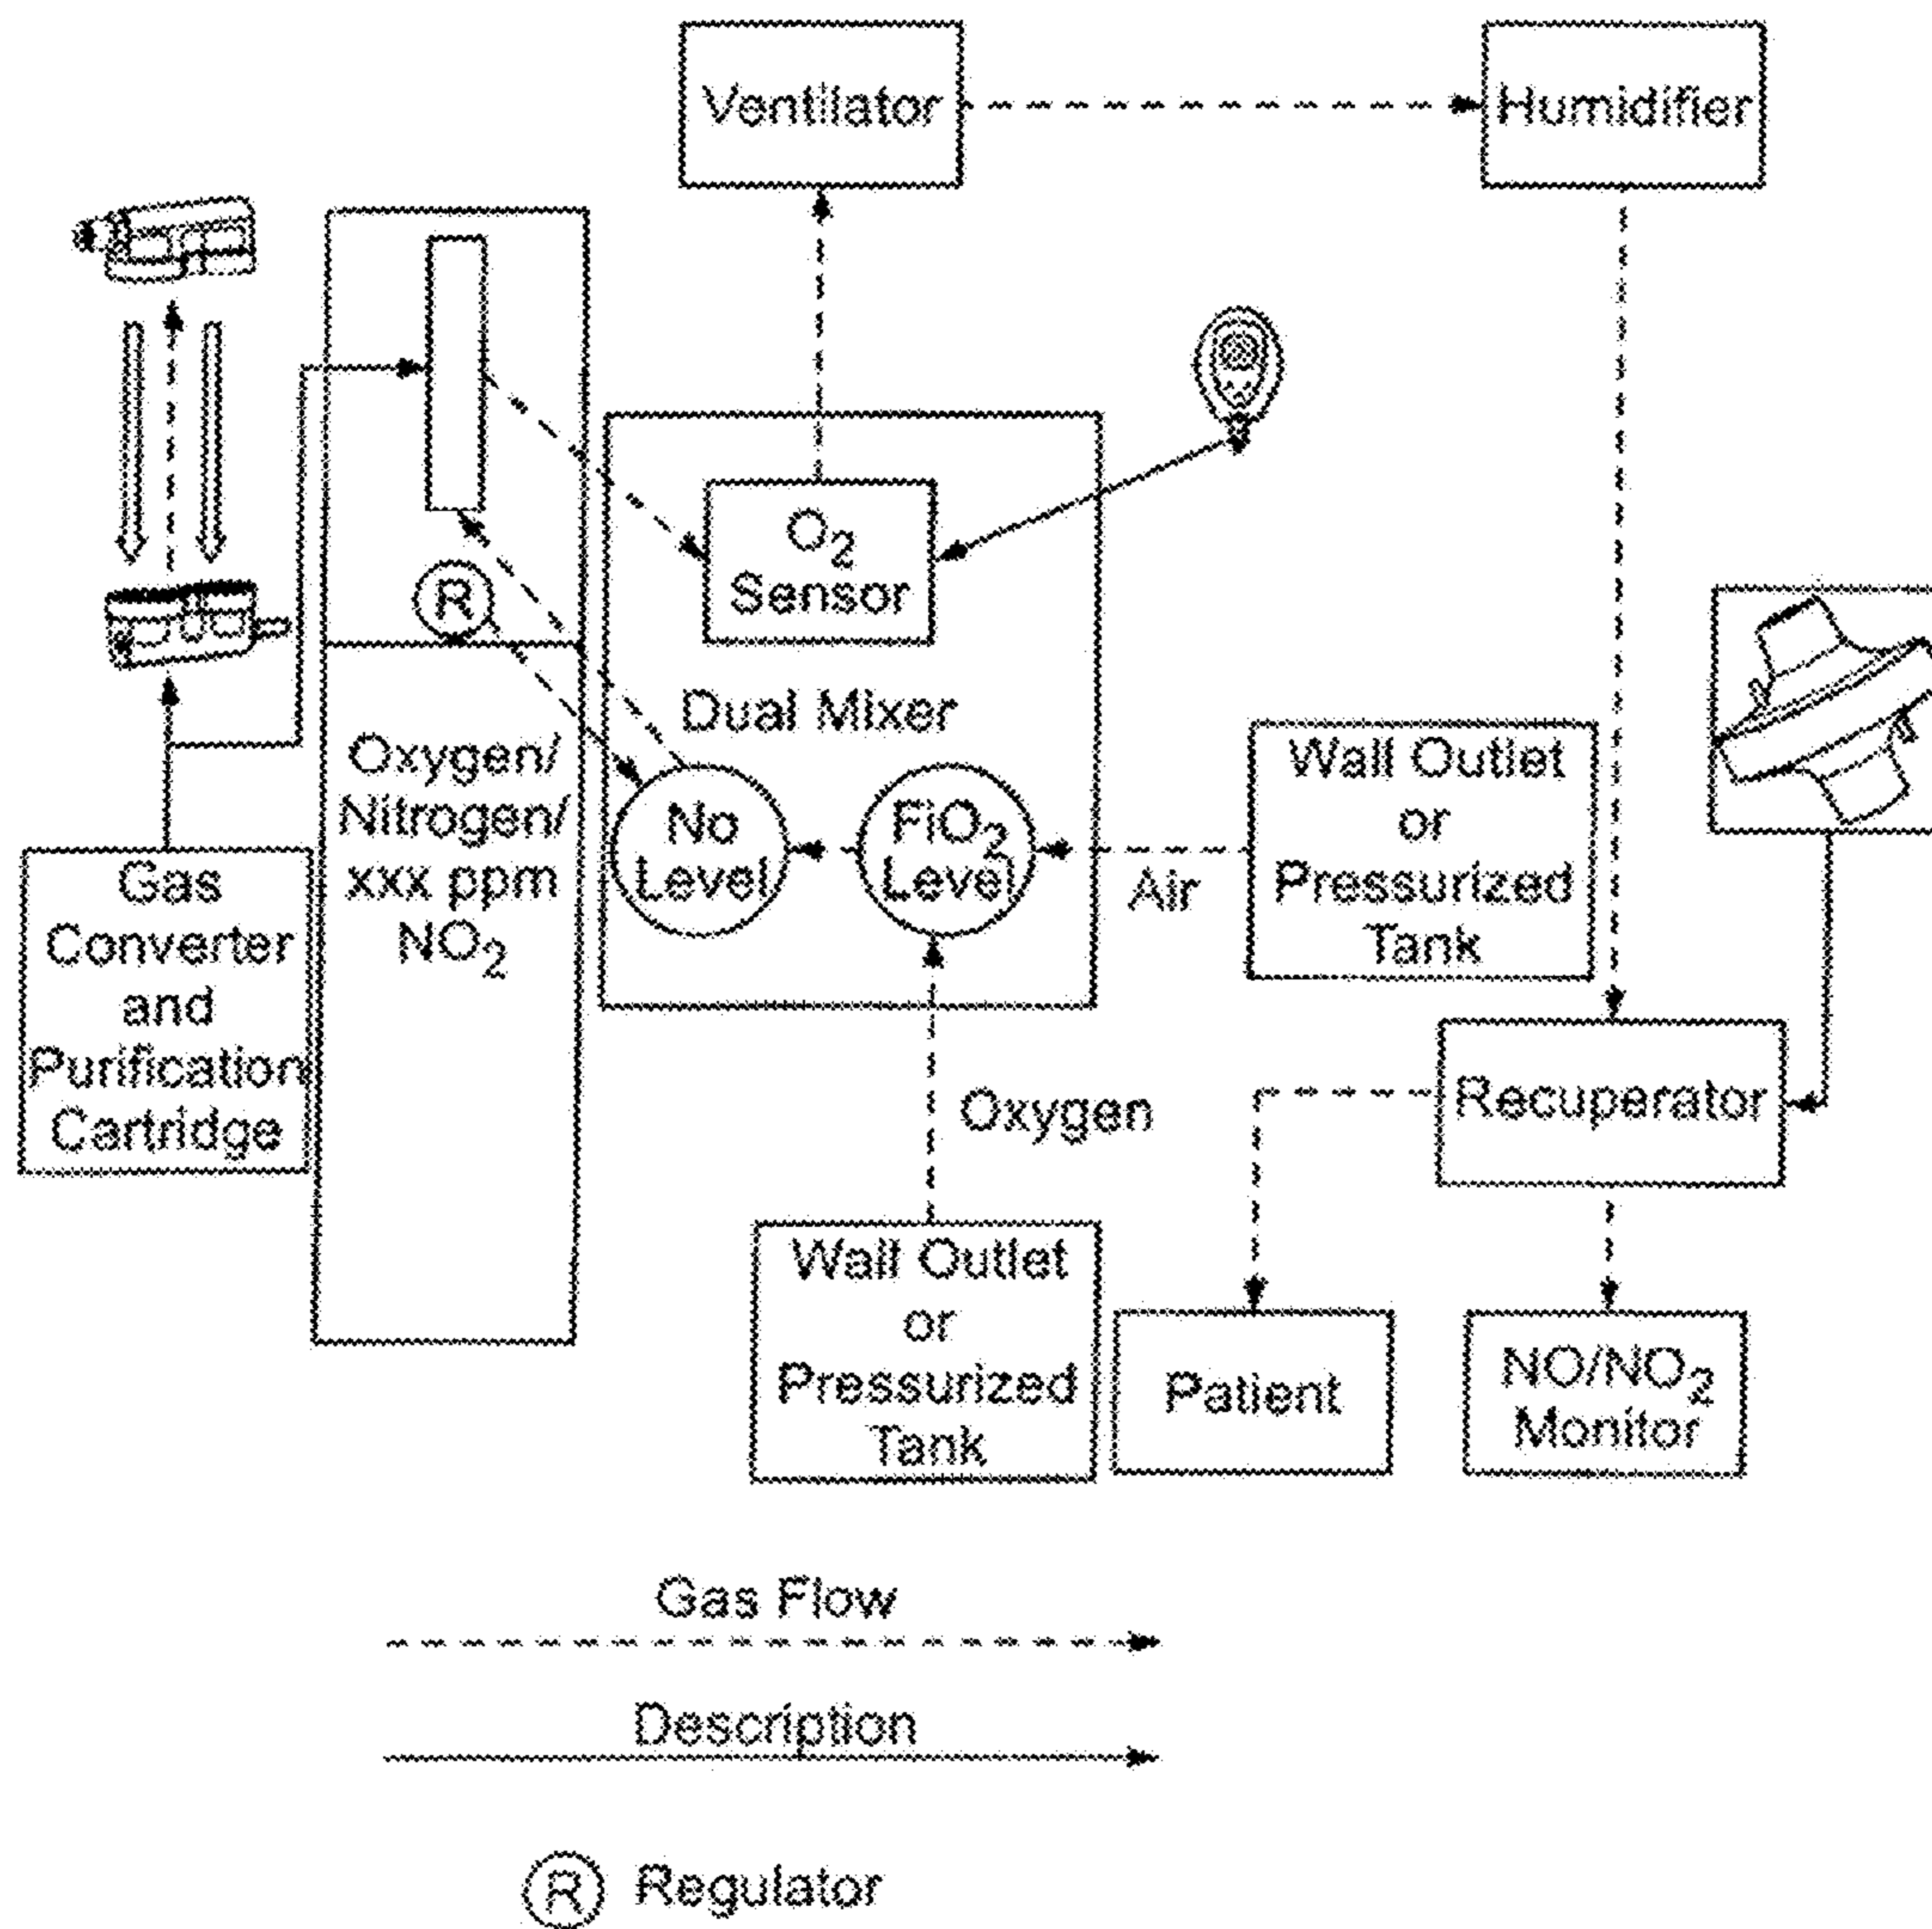 Ventilator
Humidifier
O2
Sensor
R
Dual Mixer
Oxygen/
Nitrogen/
xxx ppm
NO2
No
Level
FiO2
Level
Air
Wall Outlet
or
Pressurized
Tank
Gas
Converter
and
Purification
Cartridge
Oxygen
Recuperator
Wall Outlet
or
Pressurized
Tank
Patient
NO/NO2
Monitor
Gas Flow
Description
R Regulator